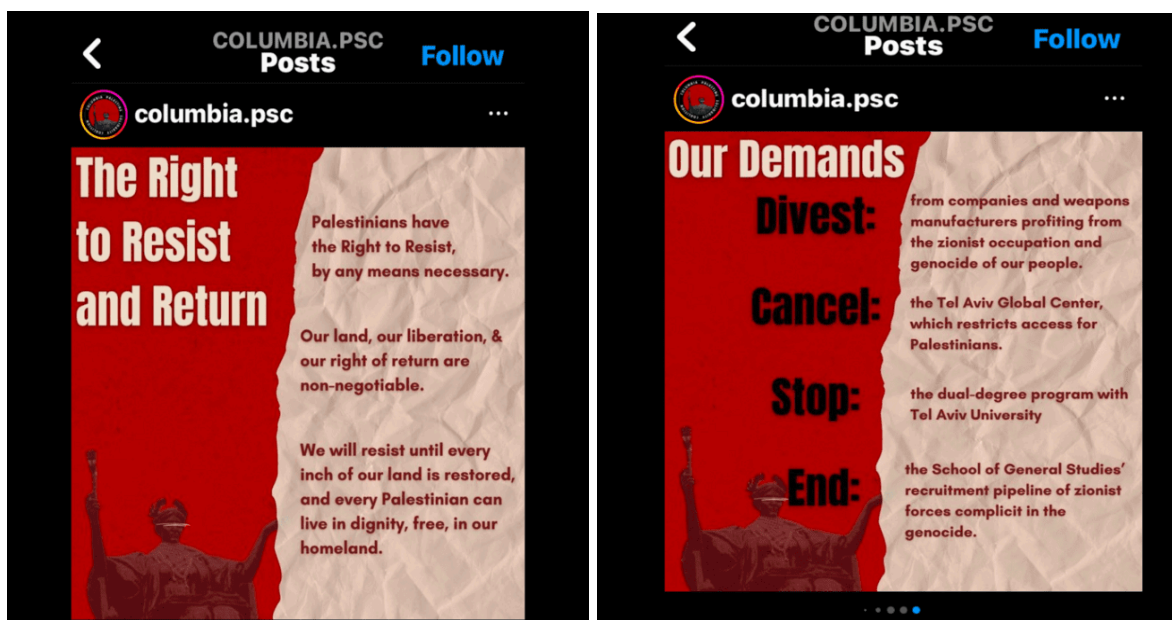 COLUMBIA.PSC
Posts
Follow
columbia.psc
The Right
to Resist
and Return
Palestinians have
the Right to Resist,
by any means necessary.
Our land, our liberation, &
our right of return are
non-negotiable.
We will resist until every
inch of our land is restored,
and every Palestinian can
live in dignity, free, in our
homeland.
COLUMBIA.PSC
Posts
Follow
columbia.psc
Our Demands
Divest:
from companies and weapons
manufacturers profiting from
the zionist occupation and
genocide of our people.
Cancel:
the Tel Aviv Global Center,
which restricts access for
Palestinians.
Stop:
the dual-degree program with
Tel Aviv University
End:
the School of General Studies’
recruitment pipeline of zionist
forces complicit in the
genocide.